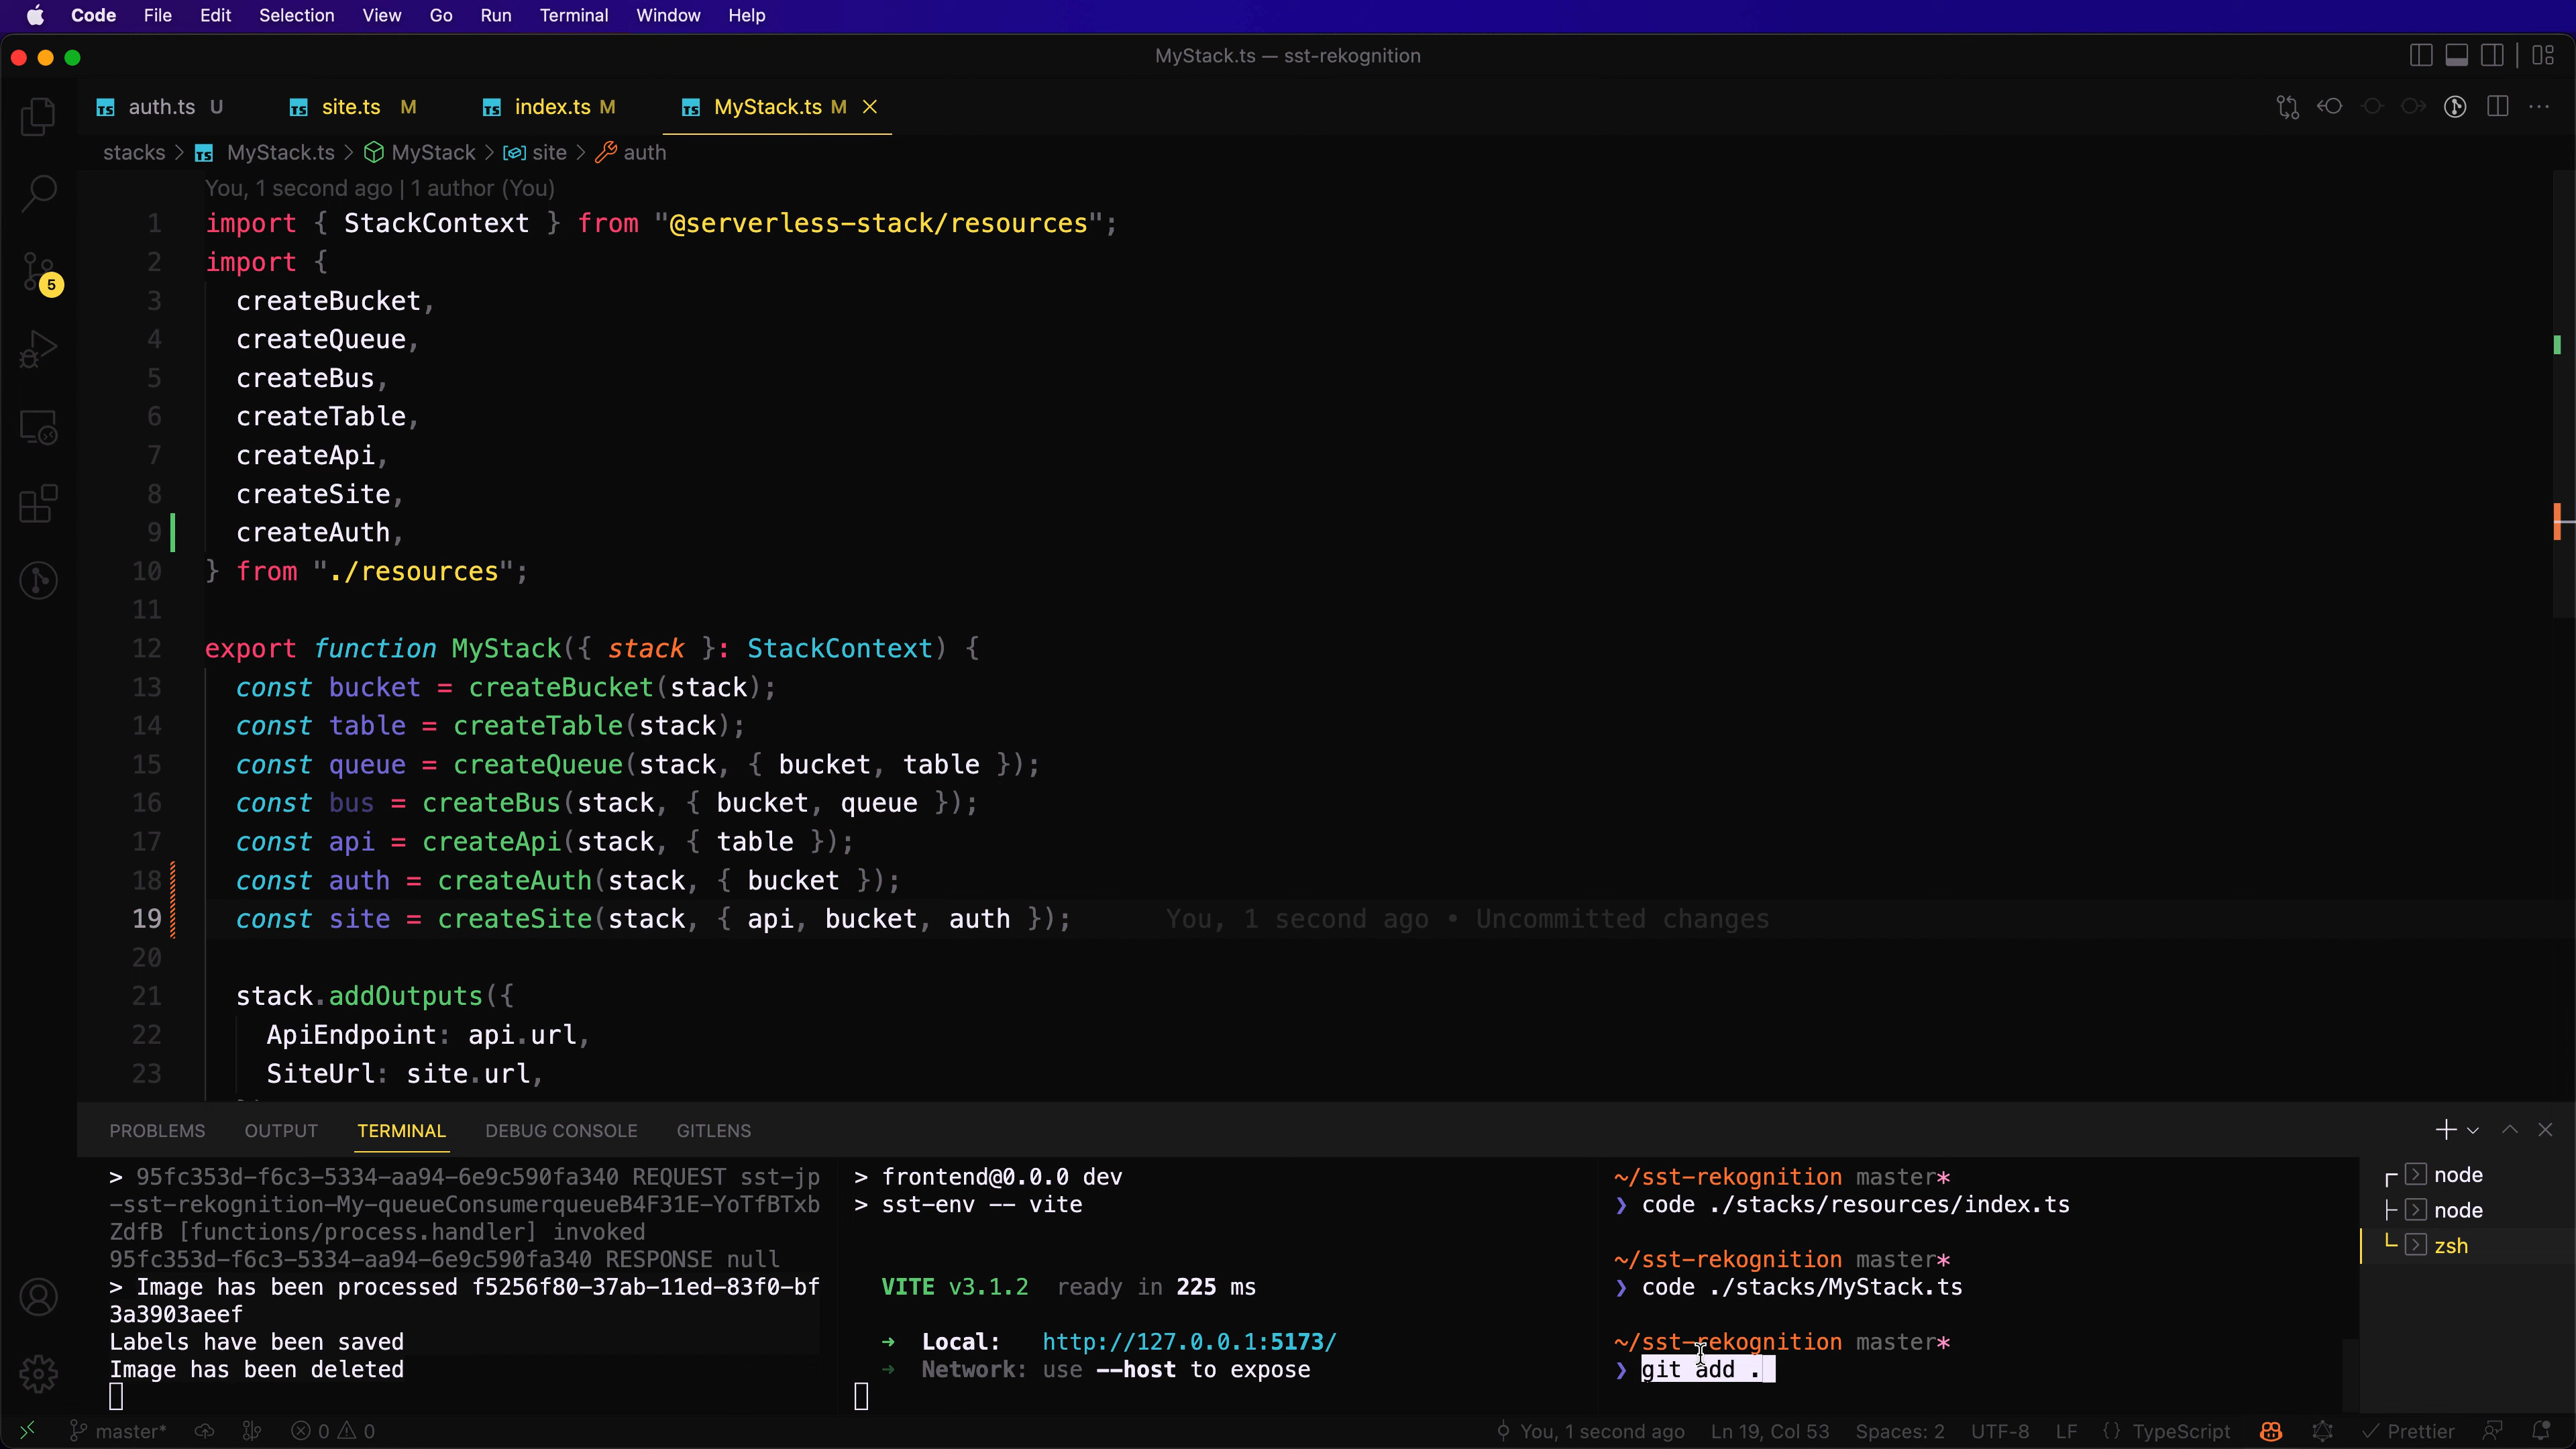 Code File Edit Selection View Go Run Terminal Window Help
MyStack.ts — sst-rekognition
TS auth.ts U TS site.ts M TS index.ts M TS MyStack.ts M
stacks > TS MyStack.ts > MyStack > site > auth
You, 1 second ago | 1 author (You)
1 import { StackContext } from "@serverless-stack/resources";
2 import {
3 createBucket,
4 createQueue,
5 createBus,
6 createTable,
7 createApi,
8 createSite,
9 createAuth,
10 } from "./resources";
11
12 export function MyStack({ stack }: StackContext) {
13 const bucket = createBucket(stack);
14 const table = createTable(stack);
15 const queue = createQueue(stack, { bucket, table });
16 const bus = createBus(stack, { bucket, queue });
17 const api = createApi(stack, { table });
18 const auth = createAuth(stack, { bucket });
19 const site = createSite(stack, { api, bucket, auth }); You, 1 second ago • Uncommitted changes
20
21 stack.addOutputs({
22 ApiEndpoint: api.url,
23 SiteUrl: site.url,
5
PROBLEMS OUTPUT TERMINAL DEBUG CONSOLE GITLENS
> 95fc353d-f6c3-5334-aa94-6e9c590fa340 REQUEST sst-jp
-sst-rekognition-My-queueConsumerqueueB4F31E-YoTfBTxb
ZdfB [functions/process.handler] invoked
95fc353d-f6c3-5334-aa94-6e9c590fa340 RESPONSE null
> Image has been processed f5256f80-37ab-11ed-83f0-bf
3a3903aeef
Labels have been saved
Image has been deleted
> frontend@0.0.0 dev
> sst-env -- vite
VITE v3.1.2 ready in 225 ms
➜ Local: http://127.0.0.1:5173/
➜ Network: use --host to expose
~/sst-rekognition master*
❯ code ./stacks/resources/index.ts
~/sst-rekognition master*
❯ code ./stacks/MyStack.ts
~/sst-rekognition master*
❯ git add .
node
node
zsh
master* 0 0 You, 1 second ago Ln 19, Col 53 Spaces: 2 UTF-8 LF {} TypeScript Prettier